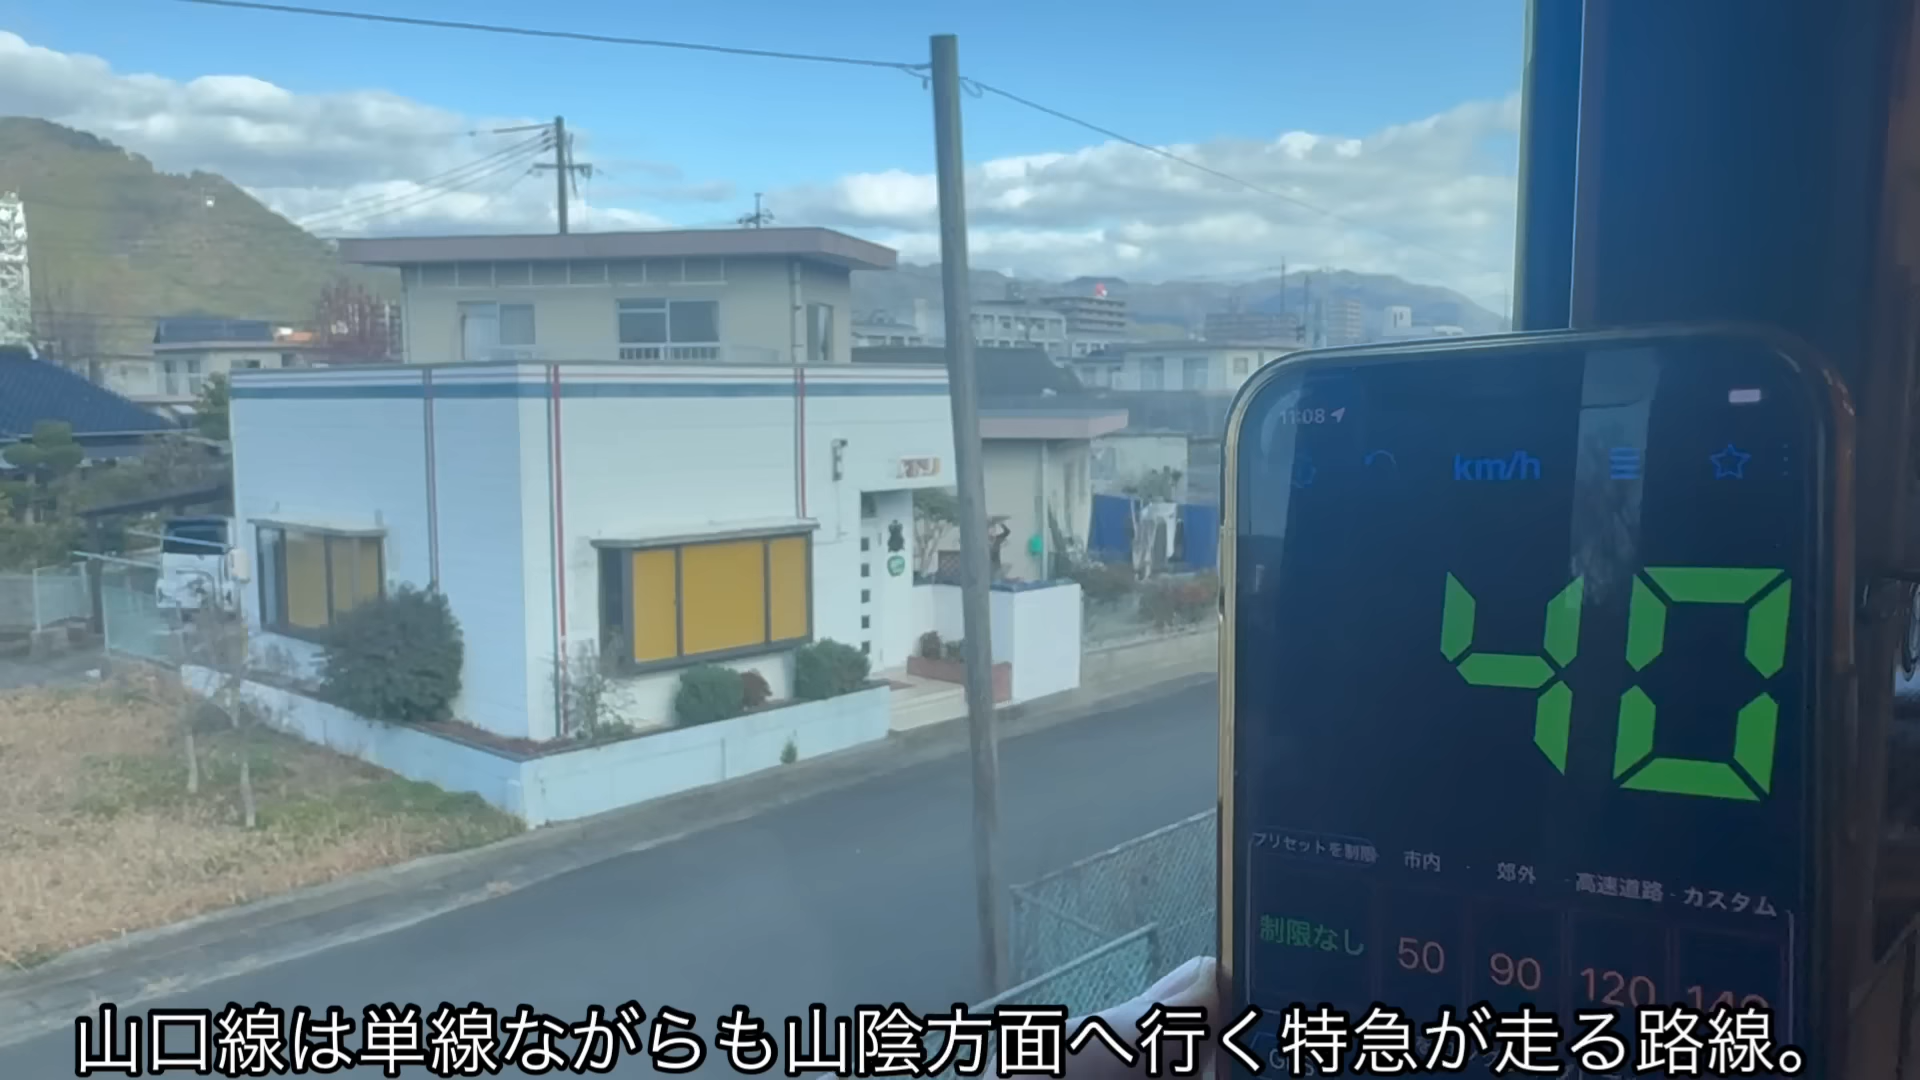 11:08
km/h
40
プリセットを制限 市内 - 郊外 - 高速道路 - カスタム
制限なし 50 90 120 140
山口線は単線ながらも山陰方面へ行く特急が走る路線。